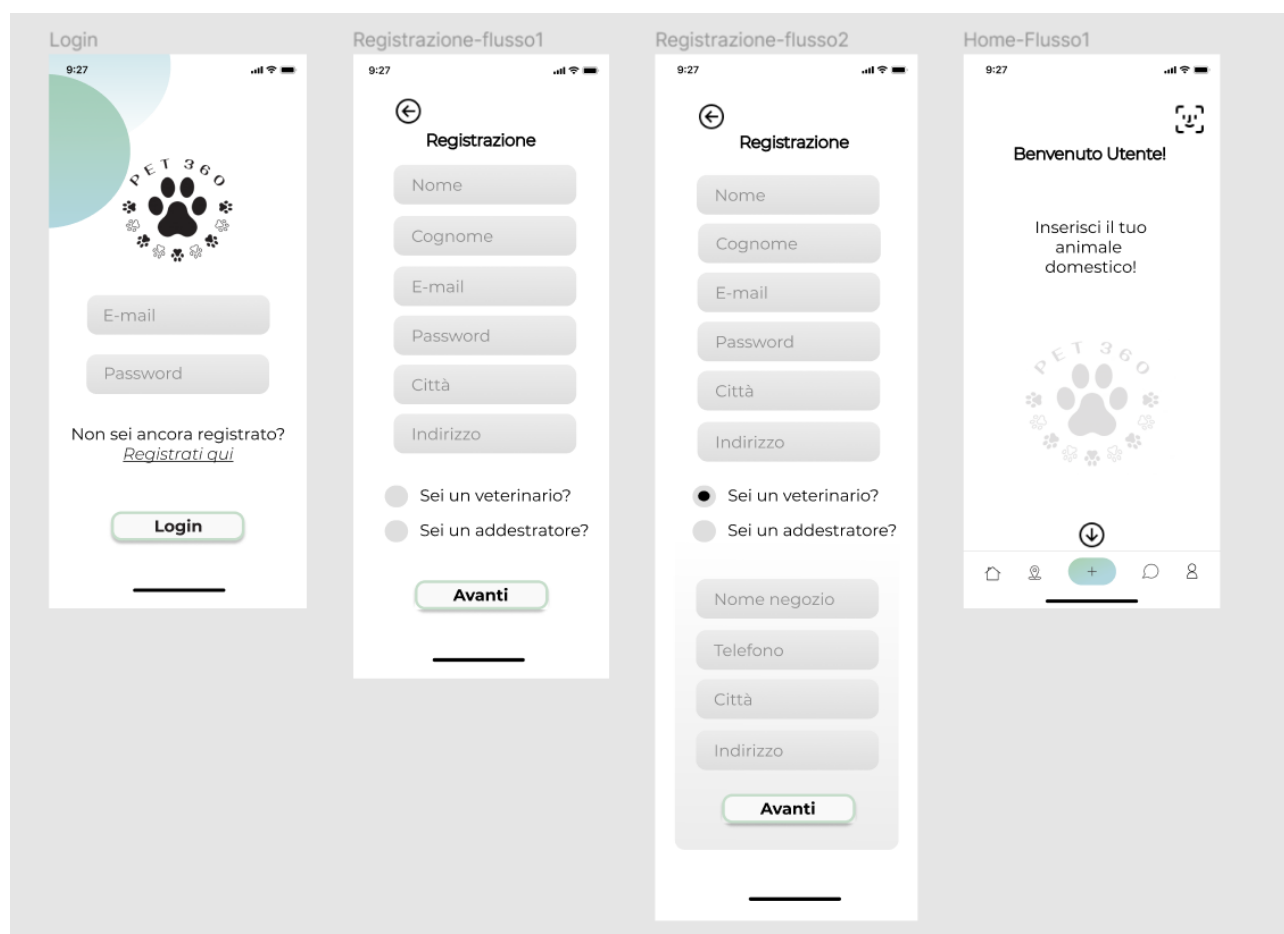 Login
9:27
PET 360
E-mail
Password
Non sei ancora registrato?
Registrati qui
Login
Registrazione-flusso1
9:27
Registrazione
Nome
Cognome
E-mail
Password
Città
Indirizzo
Sei un veterinario?
Sei un addestratore?
Avanti
Registrazione-flusso2
9:27
Registrazione
Nome
Cognome
E-mail
Password
Città
Indirizzo
Sei un veterinario?
Sei un addestratore?
Nome negozio
Telefono
Città
Indirizzo
Avanti
Home-Flusso1
9:27
Benvenuto Utente!
Inserisci il tuo
animale
domestico!
PET 360
+